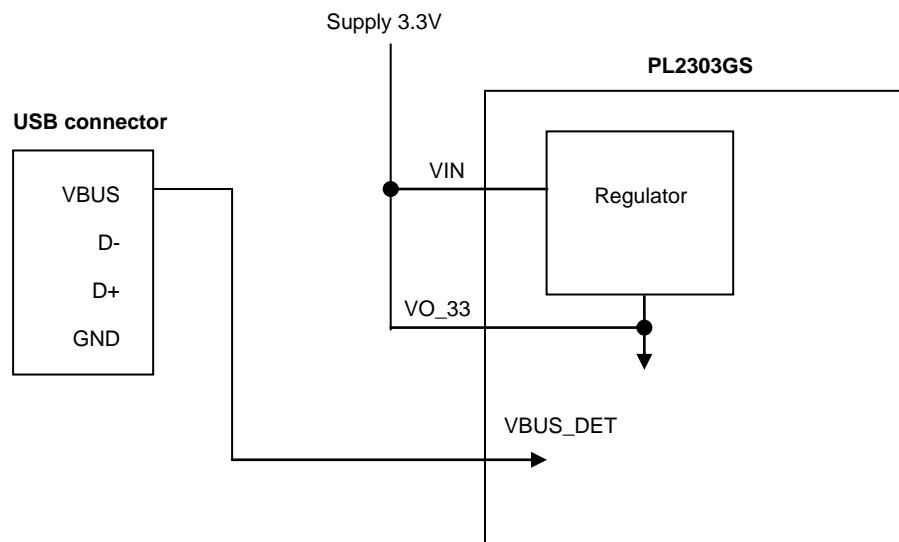 Supply 3.3V
PL2303GS
USB connector
VIN
VBUS
Regulator
D-
D+
VO_33
GND
VBUS_DET